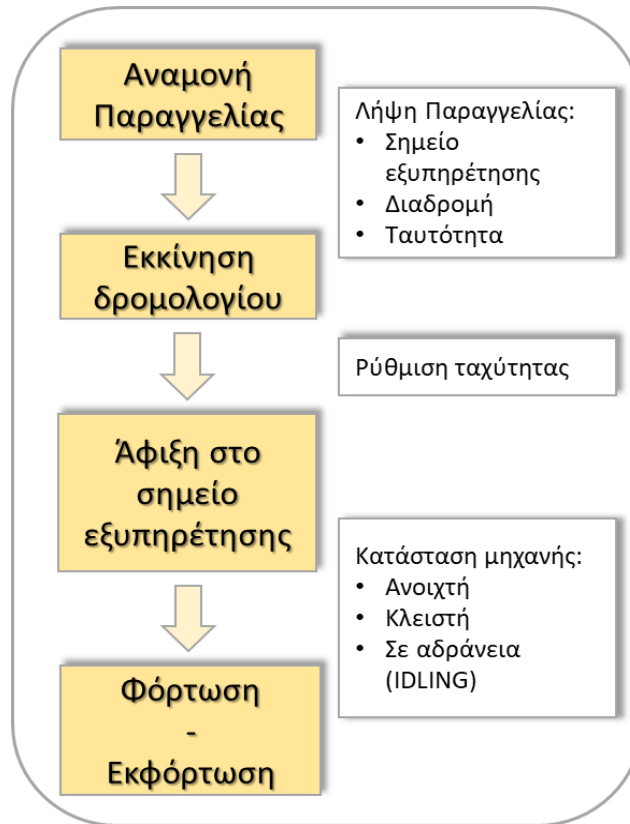 Αναμονή
Παραγγελίας
Λήψη Παραγγελίας:
• Σημείο
εξυπηρέτησης
• Διαδρομή
• Ταυτότητα
Εκκίνηση
δρομολογίου
Ρύθμιση ταχύτητας
Άφιξη στο
σημείο
εξυπηρέτησης
Κατάσταση μηχανής:
• Ανοιχτή
• Κλειστή
• Σε αδράνεια
(IDLING)
Φόρτωση
-
Εκφόρτωση